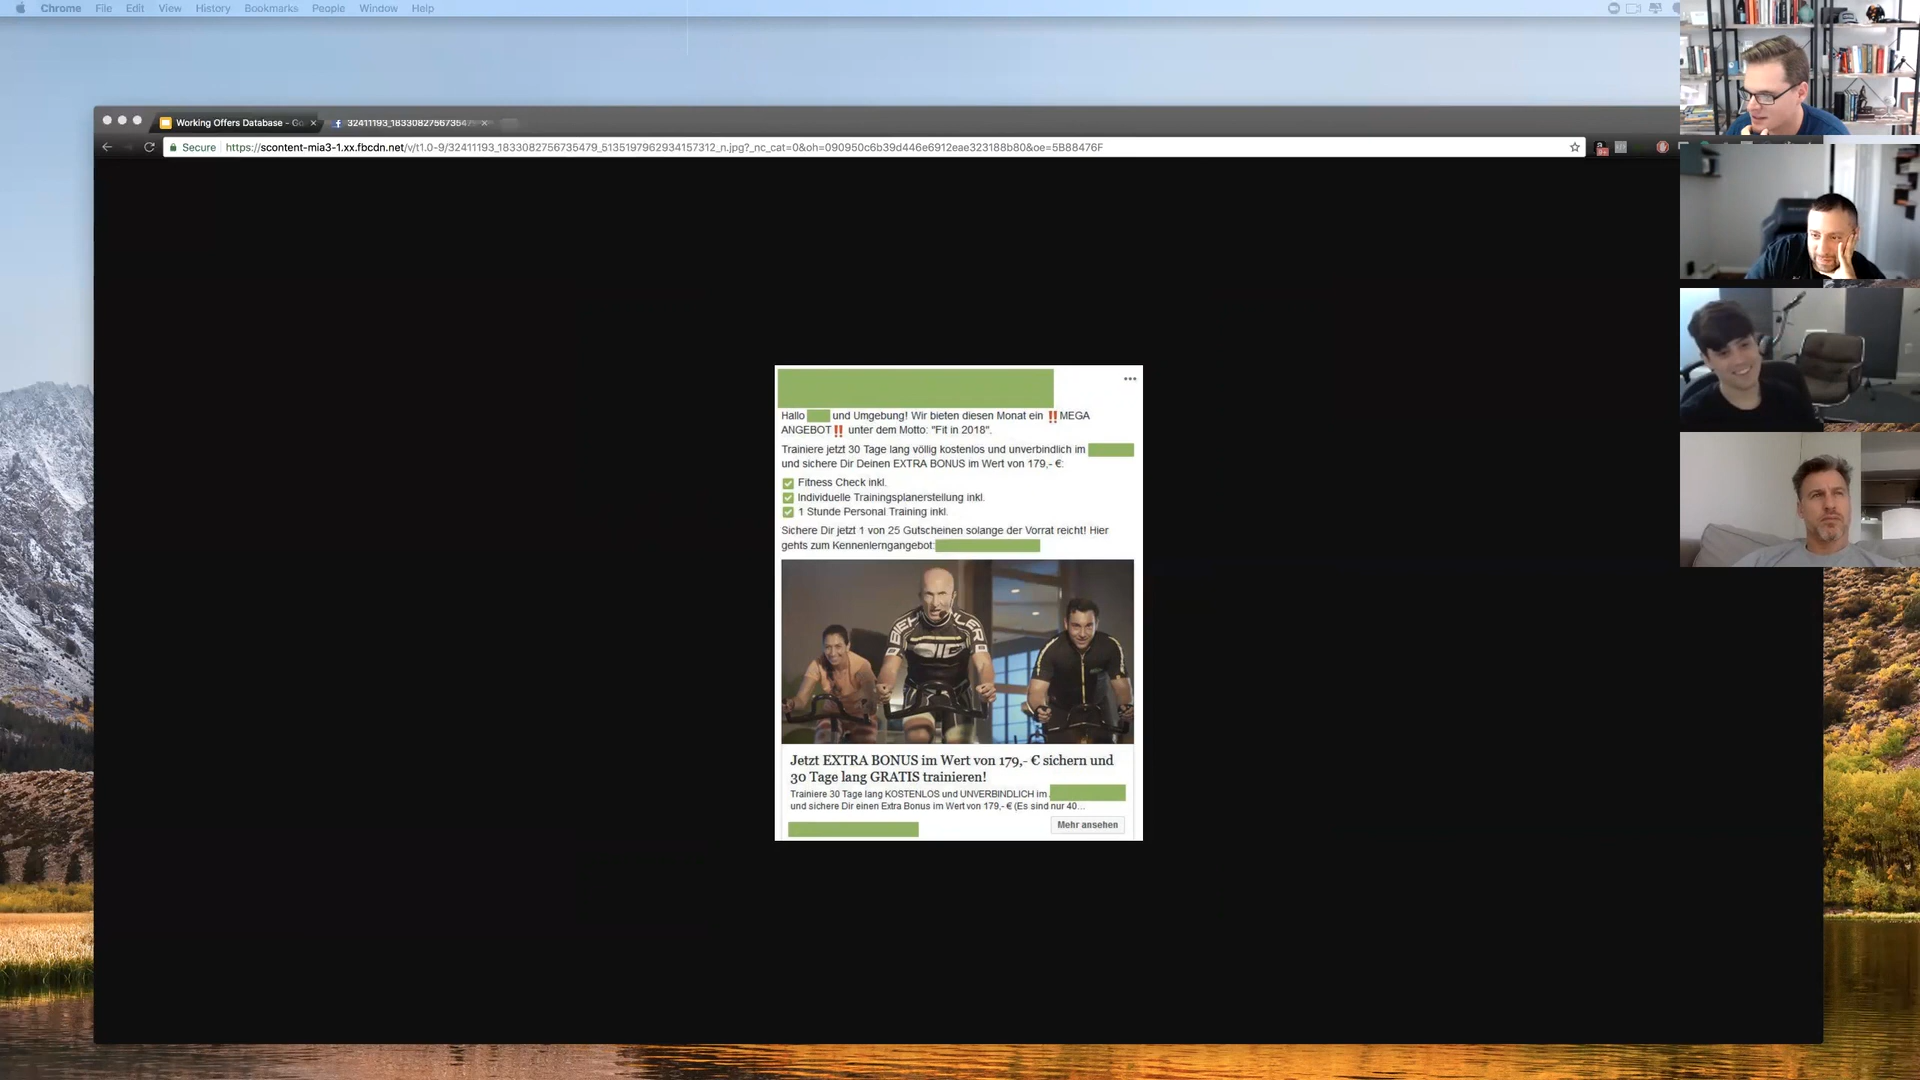 Chrome File Edit View History Bookmarks People Window Help
Working Offers Database - Go
32411193_1833082756735479
Secure https://scontent-mia3-1.xx.fbcdn.net/v/t1.0-9/32411193_1833082756735479_5135197962934157312_n.jpg?_nc_cat=0&oh=090950c6b39d446e6912eae323188b80&oe=5B88476F
Hallo und Umgebung! Wir bieten diesen Monat ein ‼️MEGA
ANGEBOT‼️ unter dem Motto: "Fit in 2018".
Trainiere jetzt 30 Tage lang völlig kostenlos und unverbindlich im
und sichere Dir Deinen EXTRA BONUS im Wert von 179,- €:
✅ Fitness Check inkl.
✅ Individuelle Trainingsplanerstellung inkl.
✅ 1 Stunde Personal Training inkl.
Sichere Dir jetzt 1 von 25 Gutscheinen solange der Vorrat reicht! Hier
gehts zum Kennenlerngangebot:
Jetzt EXTRA BONUS im Wert von 179,- € sichern und
30 Tage lang GRATIS trainieren!
Trainiere 30 Tage lang KOSTENLOS und UNVERBINDLICH im
und sichere Dir einen Extra Bonus im Wert von 179,- € (Es sind nur 40...
Mehr ansehen